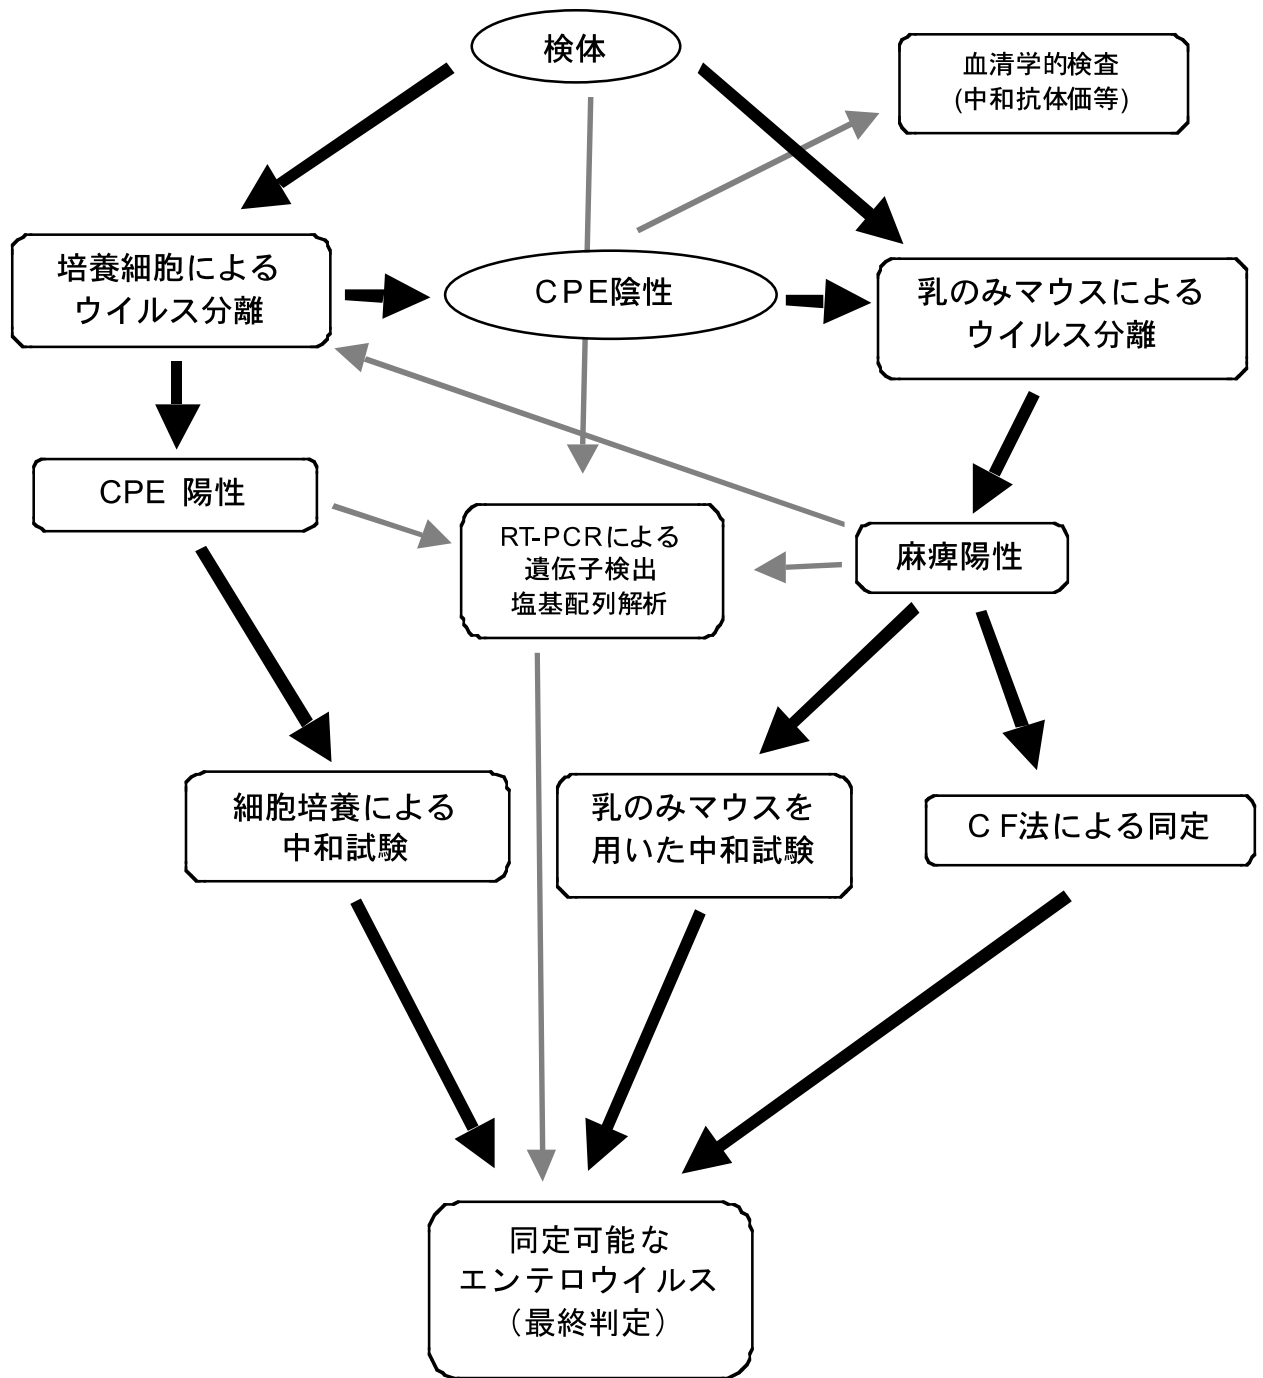 検体
血清学的検査
(中和抗体価等)
培養細胞による
ウイルス分離
CPE陰性
乳のみマウスによる
ウイルス分離
CPE 陽性
RT-PCRによる
遺伝子検出
塩基配列解析
麻痺陽性
細胞培養による
中和試験
乳のみマウスを
用いた中和試験
CF法による同定
同定可能な
エンテロウイルス
（最終判定）